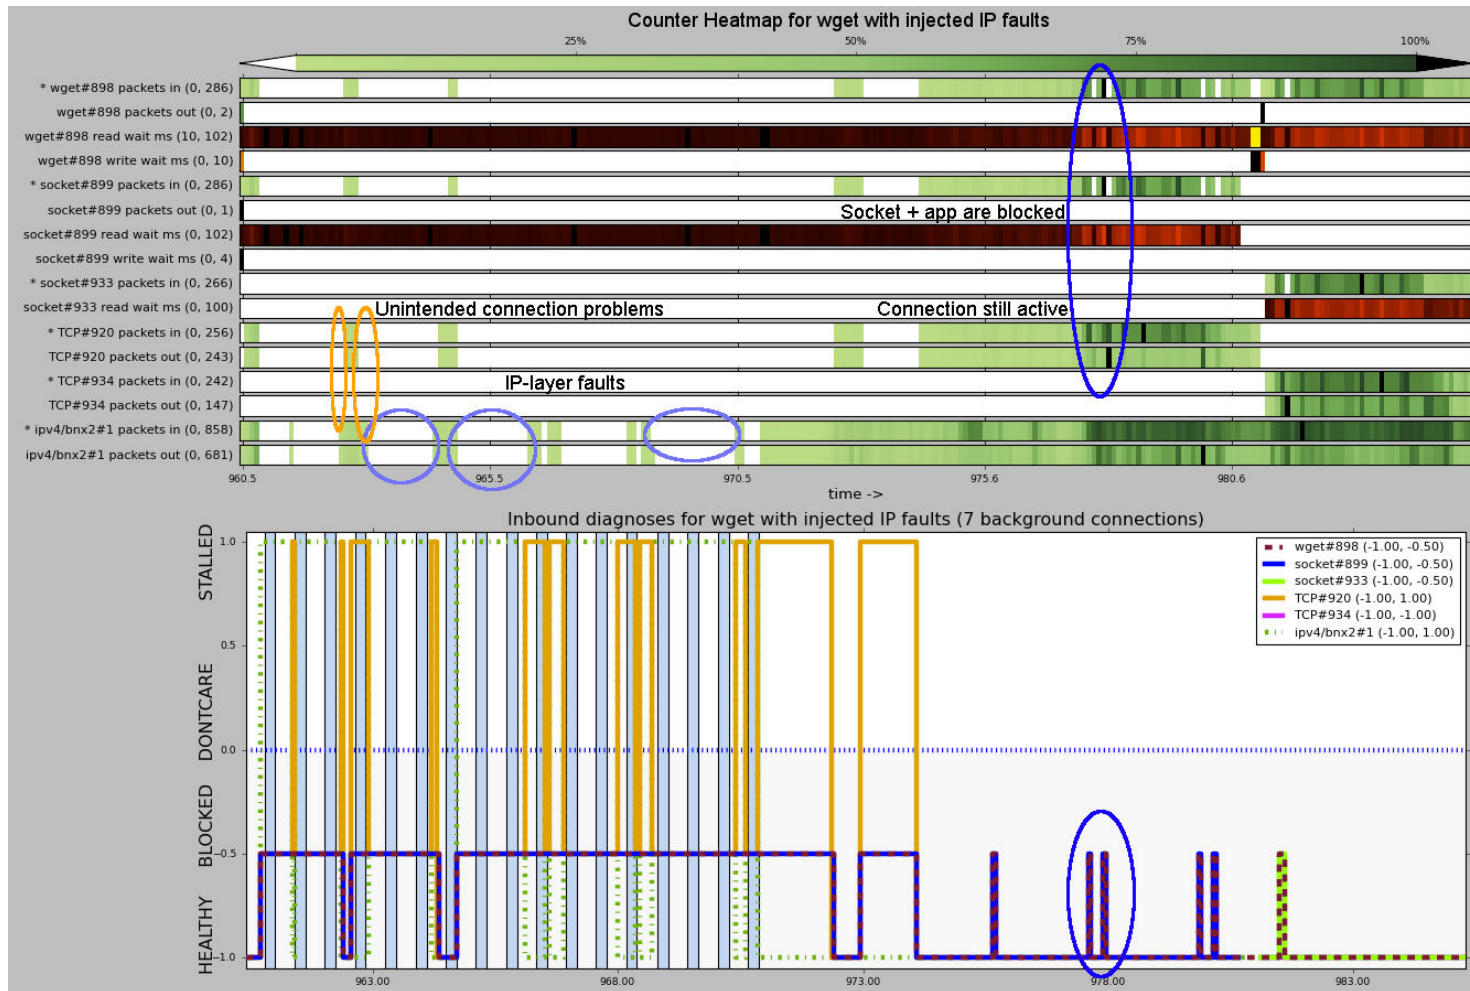 Counter Heatmap for wget with injected IP faults
25% 50% 75% 100%
* wget#898 packets in (0, 286)
wget#898 packets out (0, 2)
wget#898 read wait ms (10, 102)
wget#898 write wait ms (0, 10)
* socket#899 packets in (0, 286)
socket#899 packets out (0, 1)
Socket + app are blocked
socket#899 read wait ms (0, 102)
socket#899 write wait ms (0, 4)
* socket#933 packets in (0, 266)
socket#933 read wait ms (0, 100)
Unintended connection problems
Connection still active
* TCP#920 packets in (0, 256)
TCP#920 packets out (0, 243)
* TCP#934 packets in (0, 242)
IP-layer faults
TCP#934 packets out (0, 147)
* ipv4/bnx2#1 packets in (0, 858)
ipv4/bnx2#1 packets out (0, 681)
960.5 965.5 970.5 975.6 980.6
time ->
Inbound diagnoses for wget with injected IP faults (7 background connections)
STALLED
DONTCARE
BLOCKED
HEALTHY
1.0
0.5
0.0
−0.5
−1.0
wget#898 (-1.00, -0.50)
socket#899 (-1.00, -0.50)
socket#933 (-1.00, -0.50)
TCP#920 (-1.00, 1.00)
TCP#934 (-1.00, -1.00)
ipv4/bnx2#1 (-1.00, 1.00)
963.00 968.00 973.00 978.00 983.00